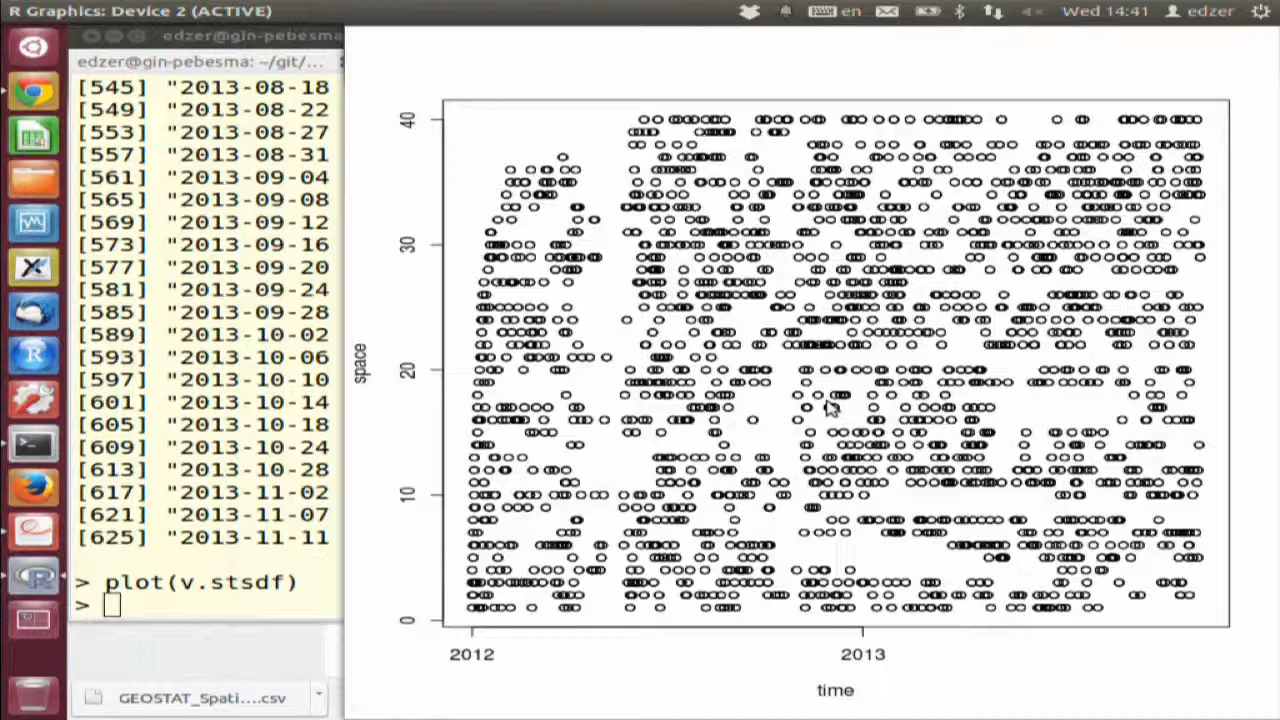 R Graphics: Device 2 (ACTIVE)
en
Wed 14:41
edzer
edzer@gin-pebesma
edzer@gin-pebesma: ~/git/...
[545] "2013-08-18
[549] "2013-08-22
[553] "2013-08-27
[557] "2013-08-31
[561] "2013-09-04
[565] "2013-09-08
[569] "2013-09-12
[573] "2013-09-16
[577] "2013-09-20
[581] "2013-09-24
[585] "2013-09-28
[589] "2013-10-02
[593] "2013-10-06
[597] "2013-10-10
[601] "2013-10-14
[605] "2013-10-18
[609] "2013-10-24
[613] "2013-10-28
[617] "2013-11-02
[621] "2013-11-07
[625] "2013-11-11
> plot(v.stsdf)
>
GEOSTAT_Spati....csv
40
30
20
10
0
space
2012
2013
time